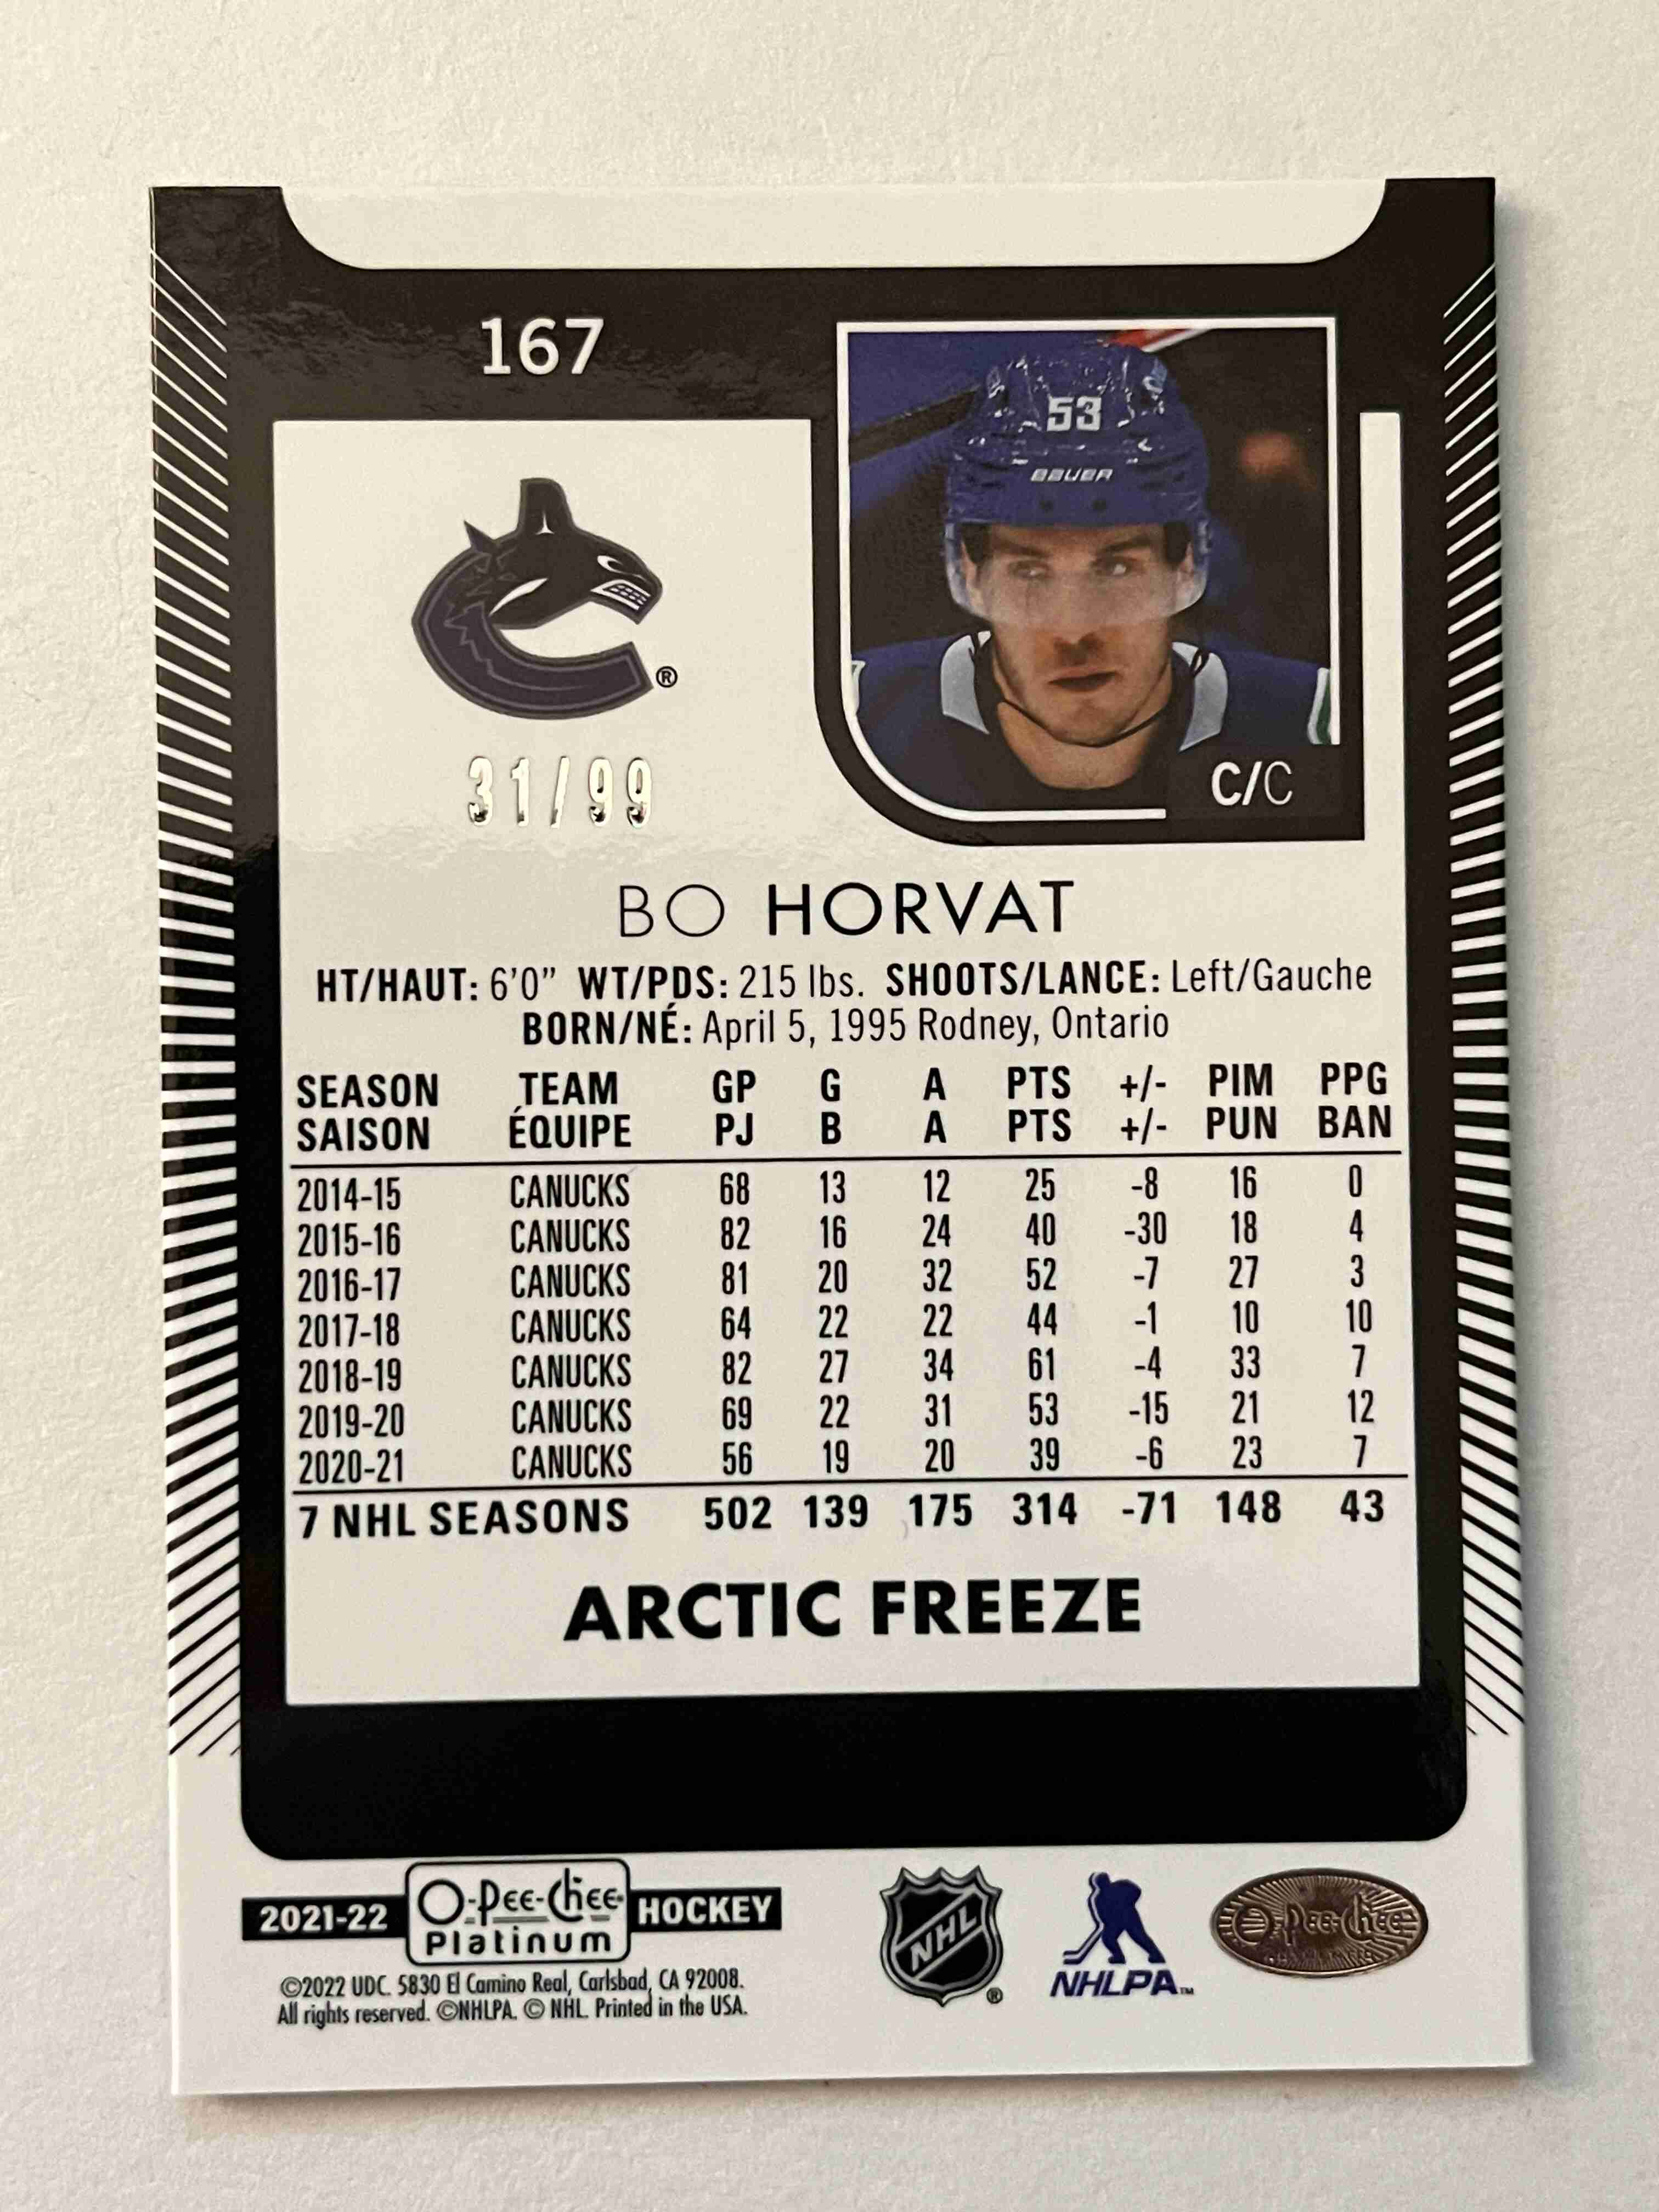 167
53
BAUER
®
31/99
C/C
BO HORVAT
HT/HAUT: 6'0" WT/PDS: 215 lbs. SHOOTS/LANCE: Left/Gauche
BORN/NÉ: April 5, 1995 Rodney, Ontario
SEASON TEAM GP G A PTS +/- PIM PPG
SAISON ÉQUIPE PJ B A PTS +/- PUN BAN
2014-15 CANUCKS 68 13 12 25 -8 16 0
2015-16 CANUCKS 82 16 24 40 -30 18 4
2016-17 CANUCKS 81 20 32 52 -7 27 3
2017-18 CANUCKS 64 22 22 44 -1 10 10
2018-19 CANUCKS 82 27 34 61 -4 33 7
2019-20 CANUCKS 69 22 31 53 -15 21 12
2020-21 CANUCKS 56 19 20 39 -6 23 7
7 NHL SEASONS 502 139 175 314 -71 148 43
ARCTIC FREEZE
2021-22 O-Pee-Chee Platinum HOCKEY
NHL ®
NHLPA™
O-Pee-Chee
©2022 UDC. 5830 El Camino Real, Carlsbad, CA 92008.
All rights reserved. ©NHLPA. © NHL. Printed in the USA.